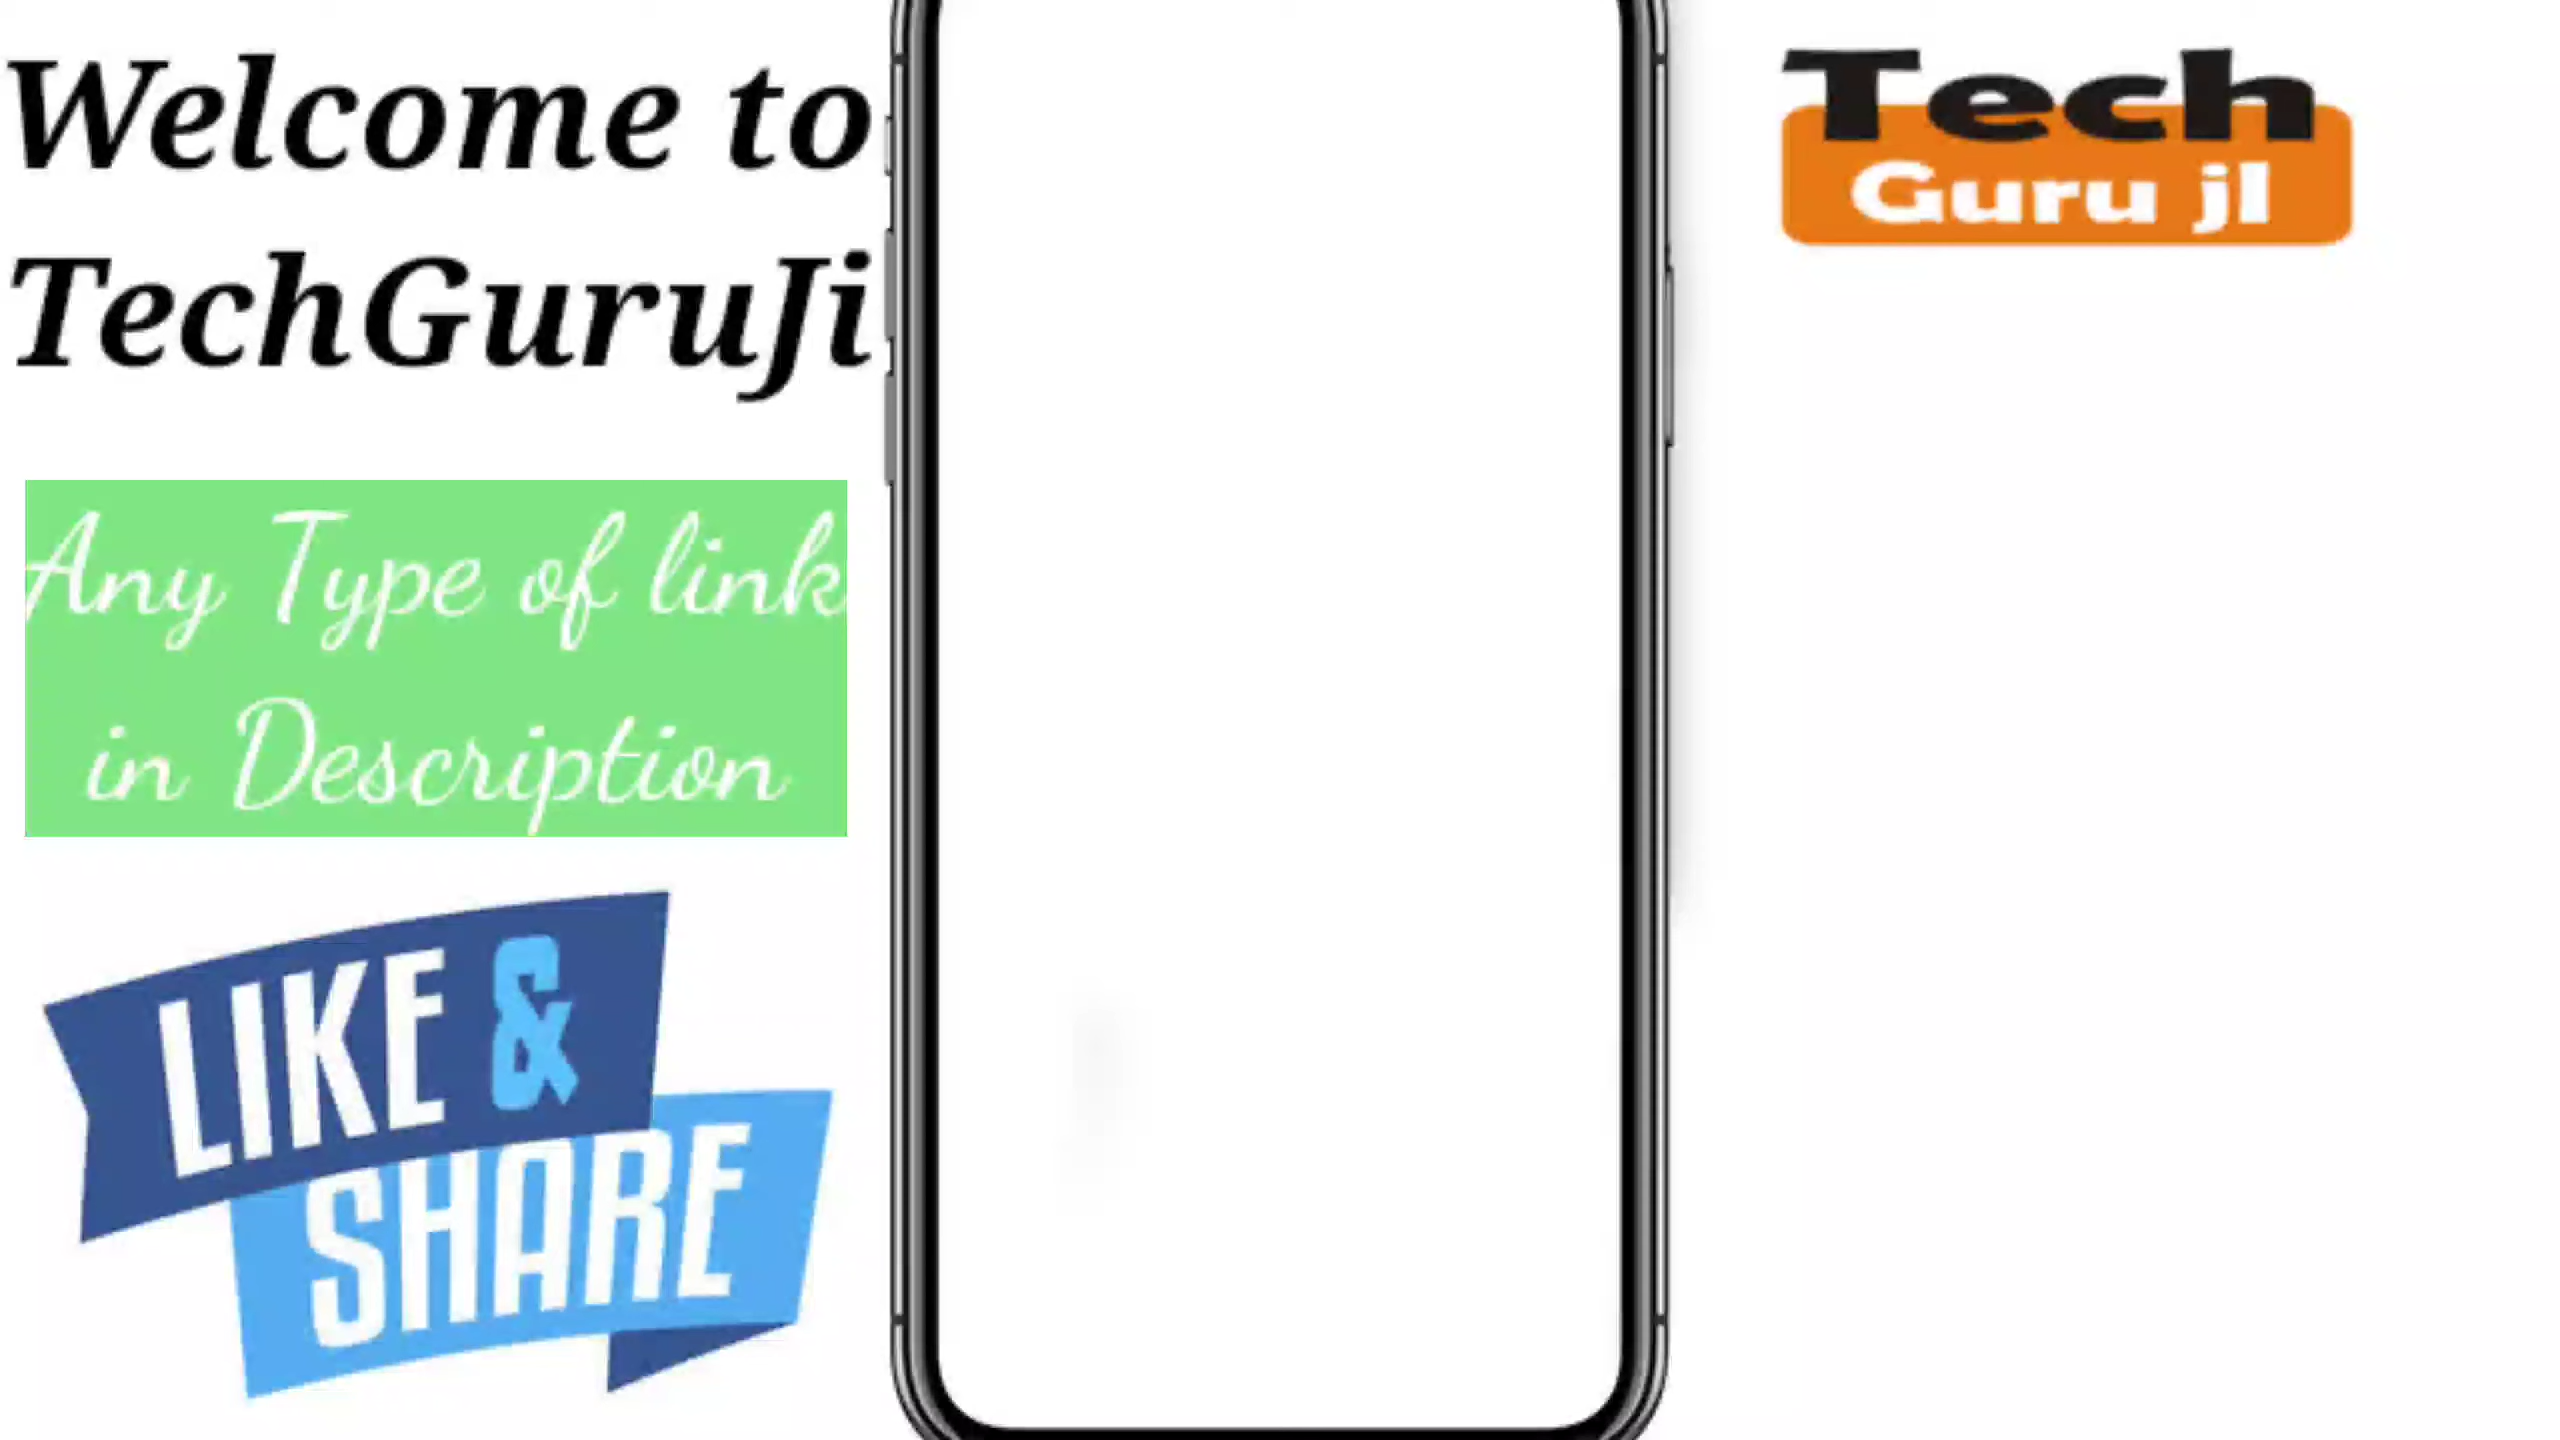 Welcome to
TechGuruJi
Any Type of link
in Description
LIKE &
SHARE
Tech
Guru jI